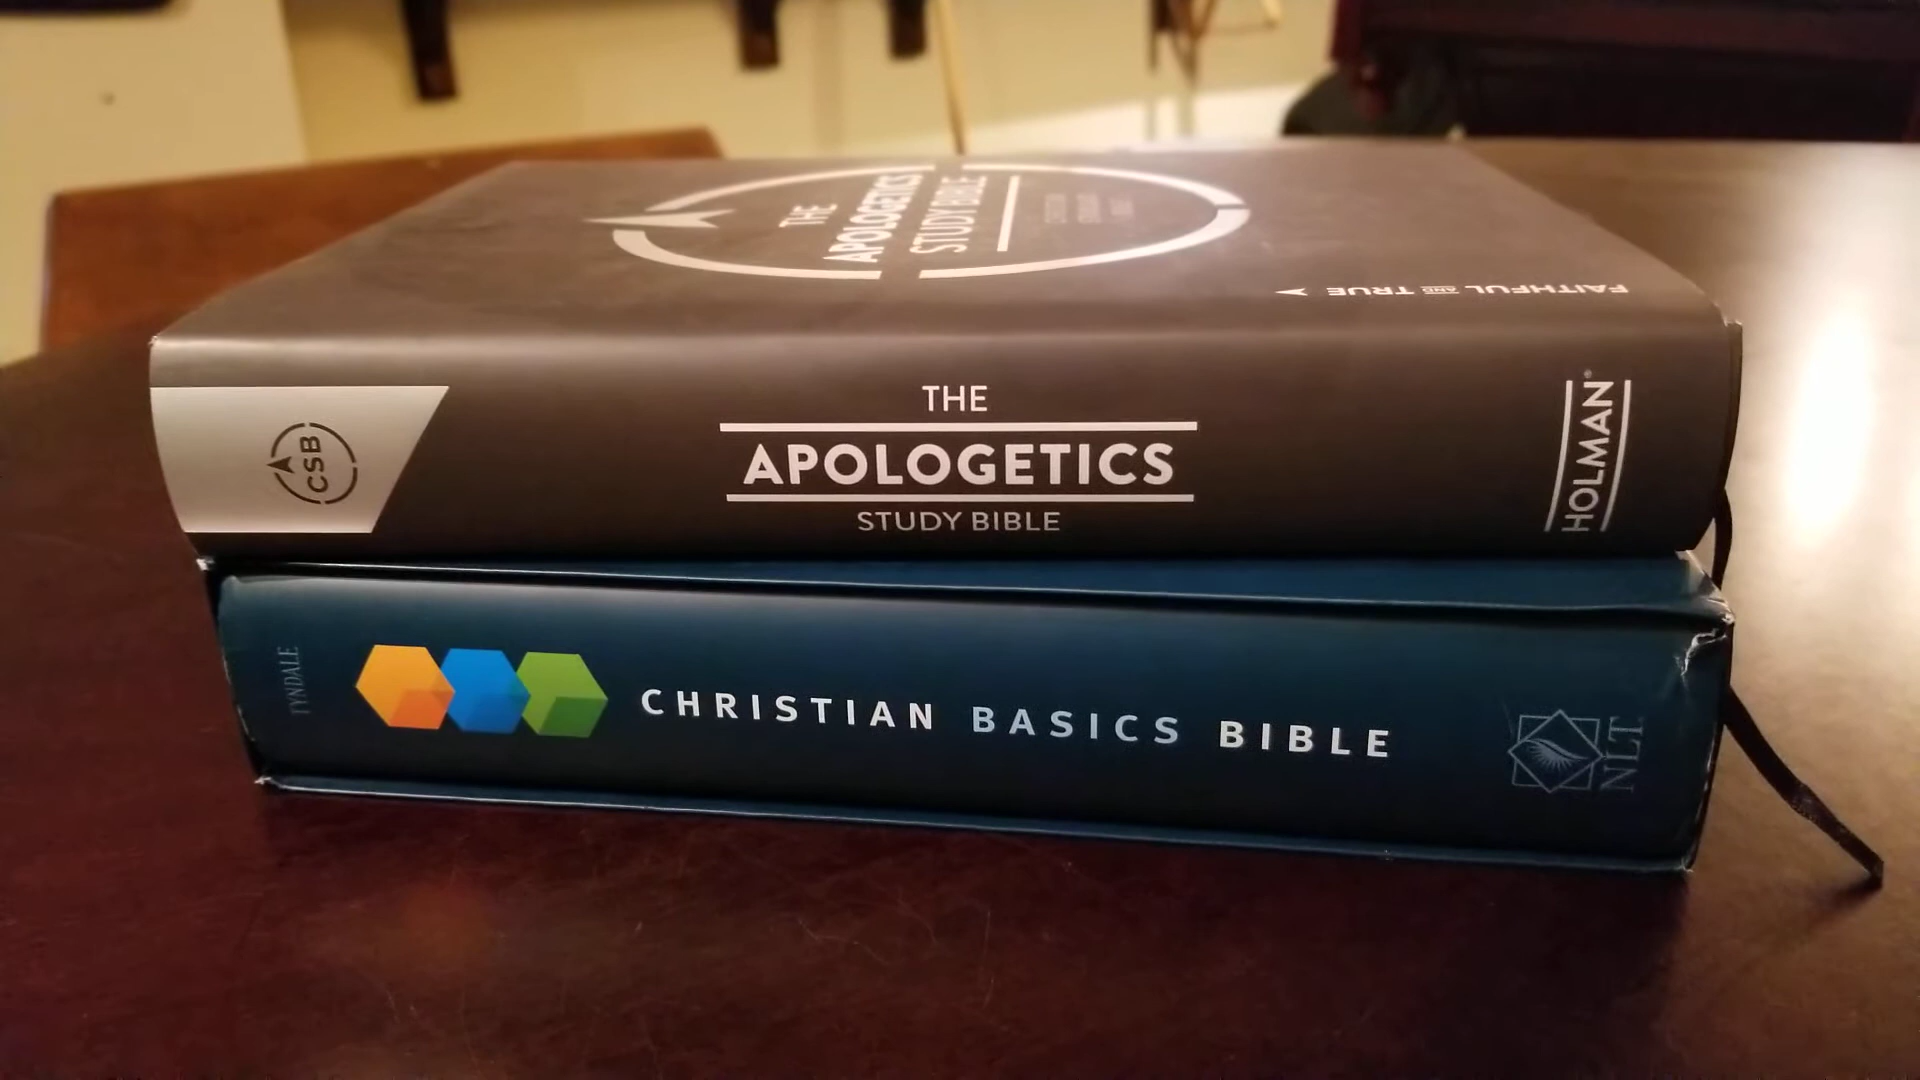 THE
APOLOGETICS
STUDY BIBLE
FAITHFUL AND TRUE
CSB
THE
APOLOGETICS
STUDY BIBLE
HOLMAN®
TYNDALE
CHRISTIAN BASICS BIBLE
NLT